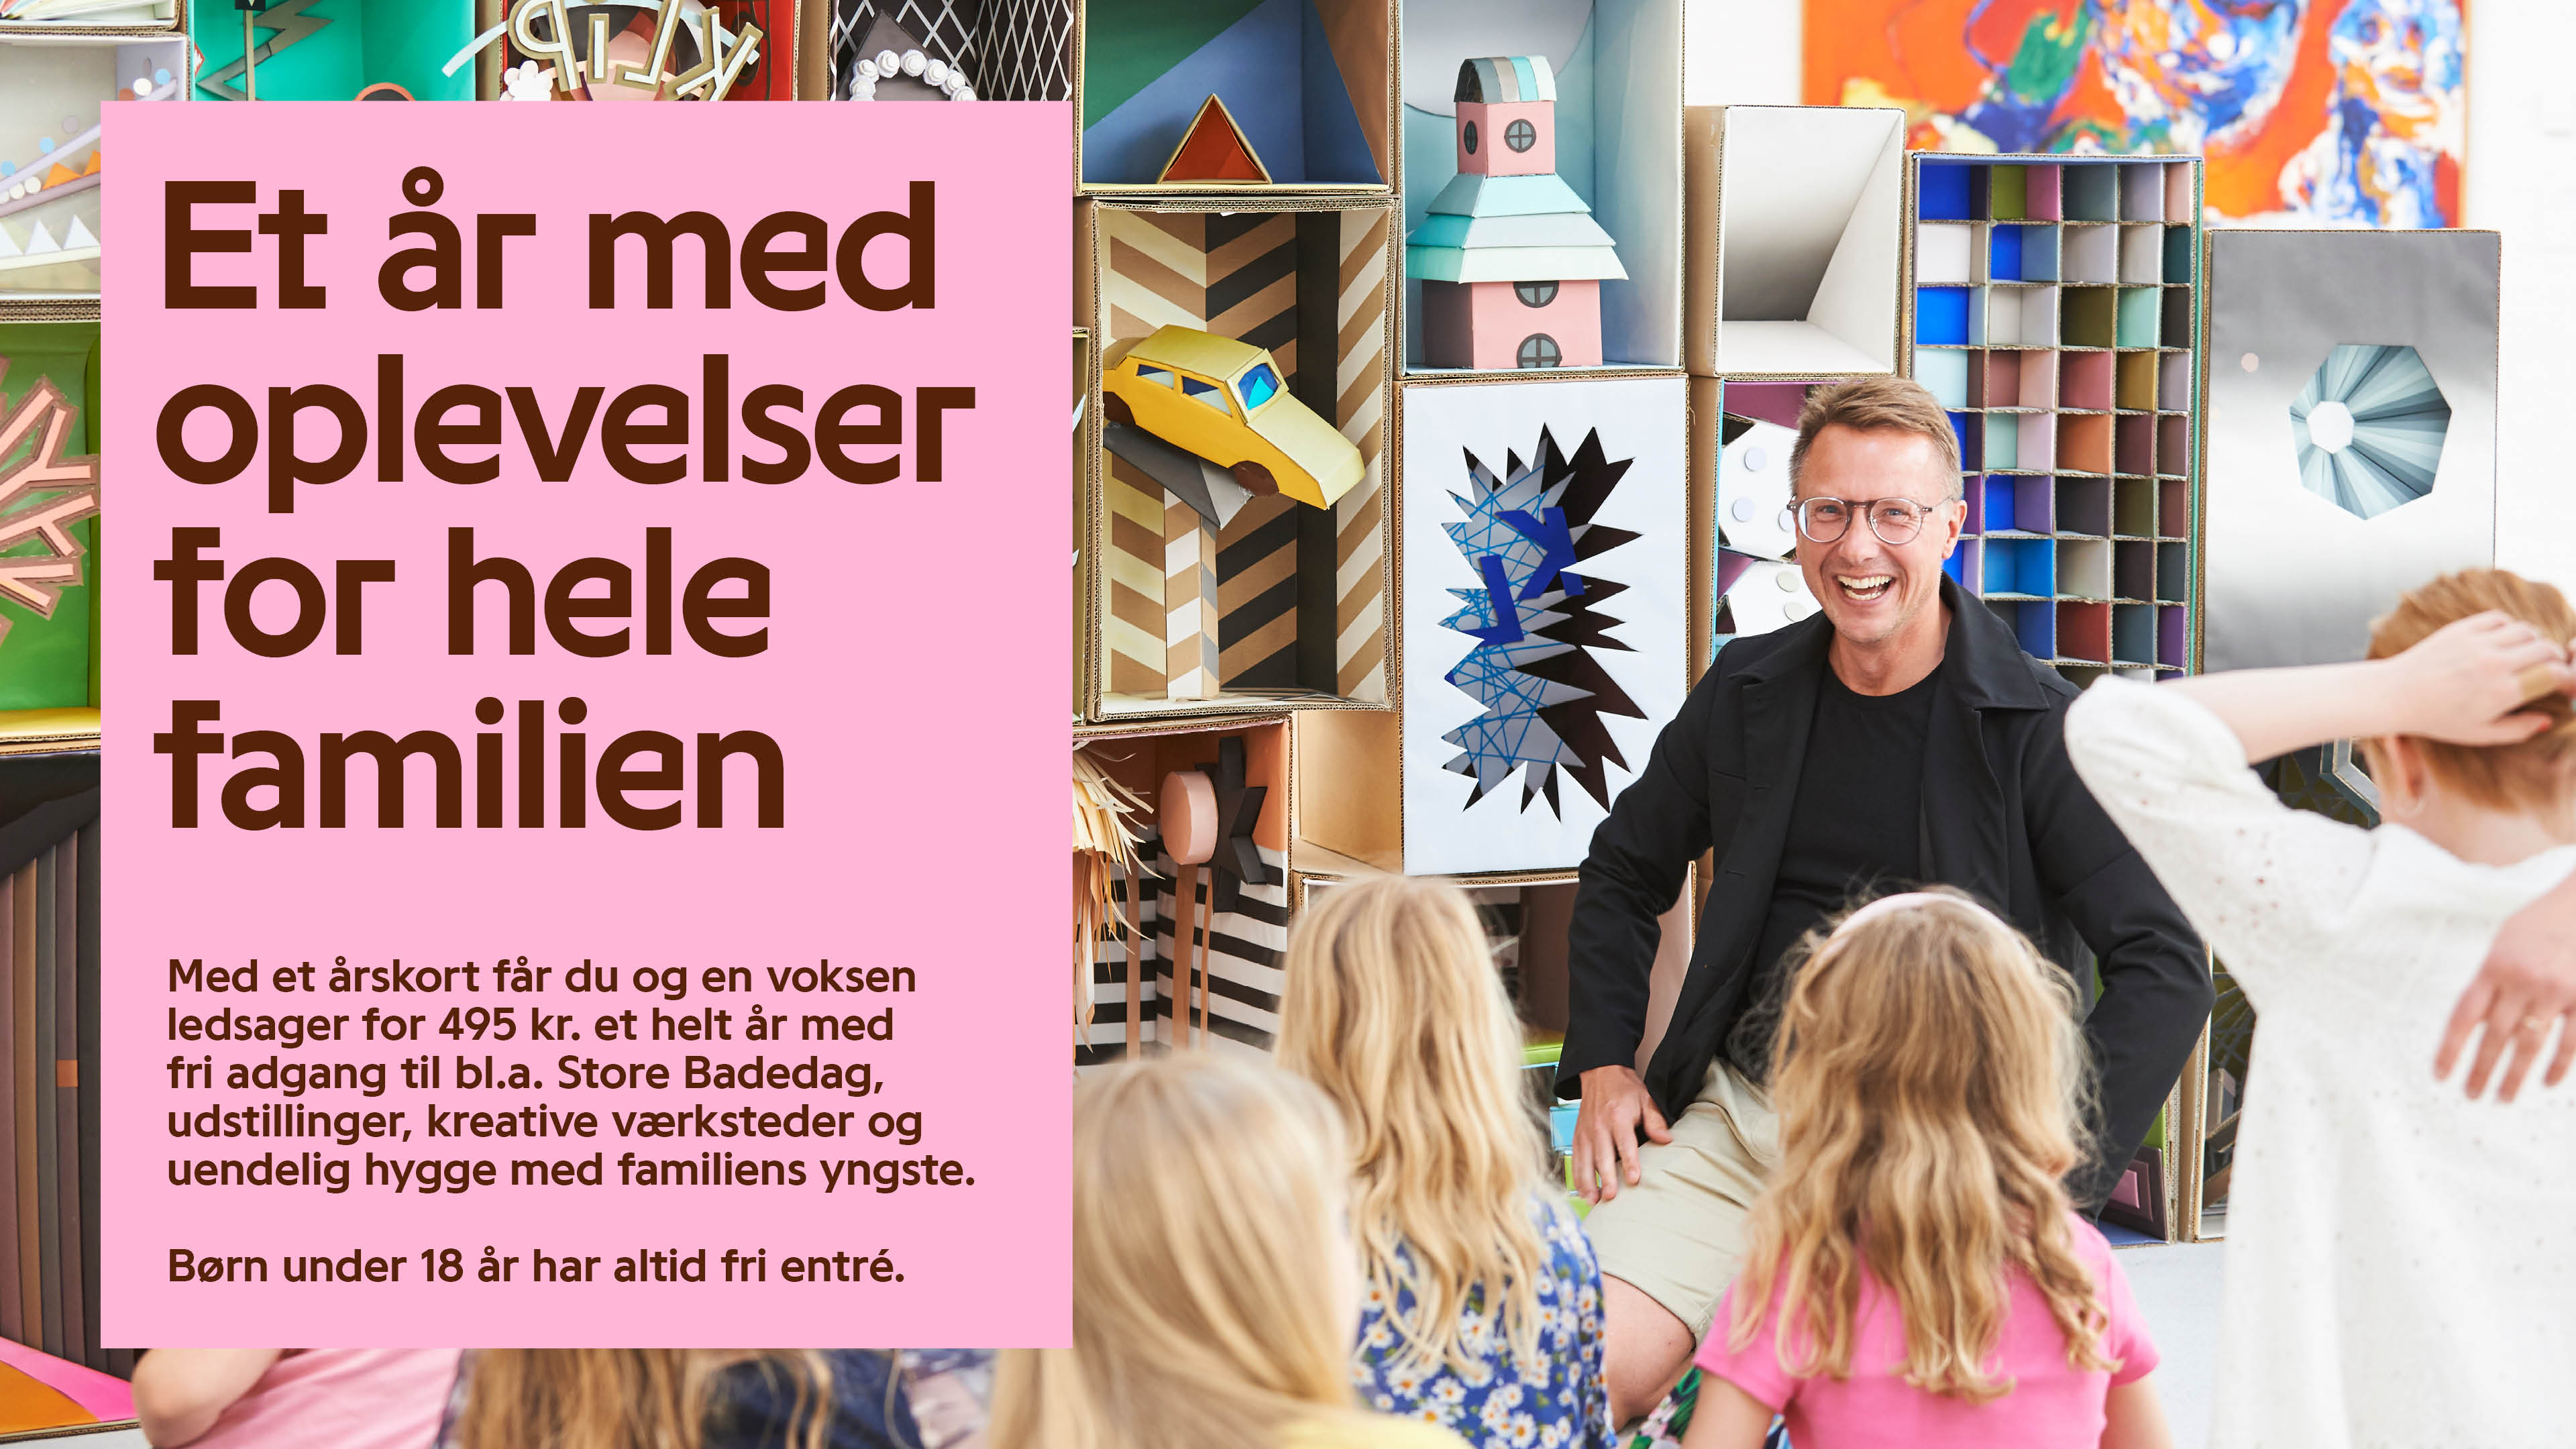 KLIP
Et år med
oplevelser
for hele
familien
Med et årskort får du og en voksen
ledsager for 495 kr. et helt år med
fri adgang til bl.a. Store Badedag,
udstillinger, kreative værksteder og
uendelig hygge med familiens yngste.
Børn under 18 år har altid fri entré.